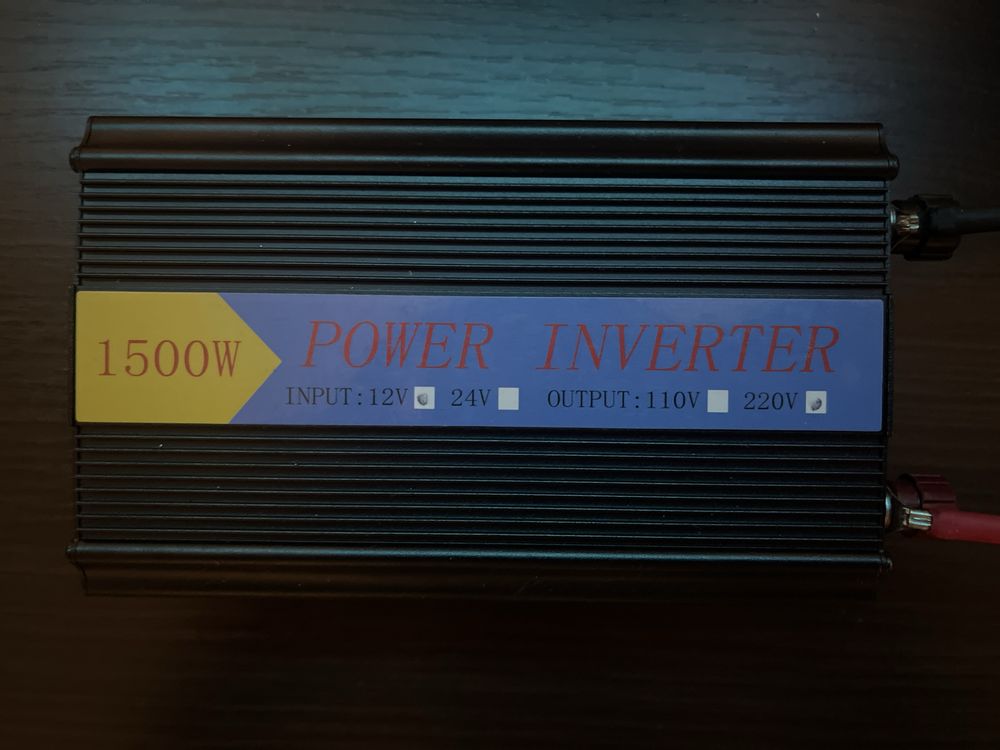 1500W
POWER INVERTER
INPUT:12V 24V OUTPUT:110V 220V